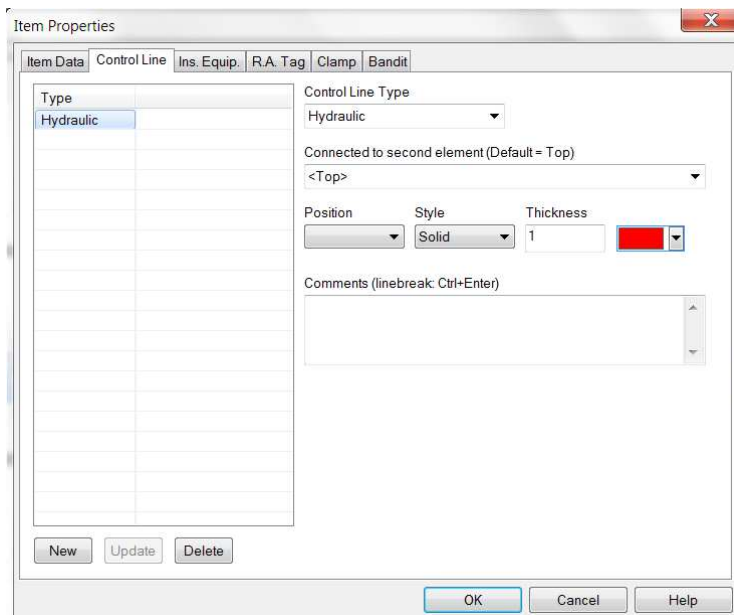 Item Properties
Item Data Control Line Ins. Equip. R.A. Tag Clamp Bandit
Type
Hydraulic
Control Line Type
Hydraulic
Connected to second element (Default = Top)
<Top>
Position Style Thickness
Solid 1
Comments (linebreak: Ctrl+Enter)
New Update Delete
OK Cancel Help